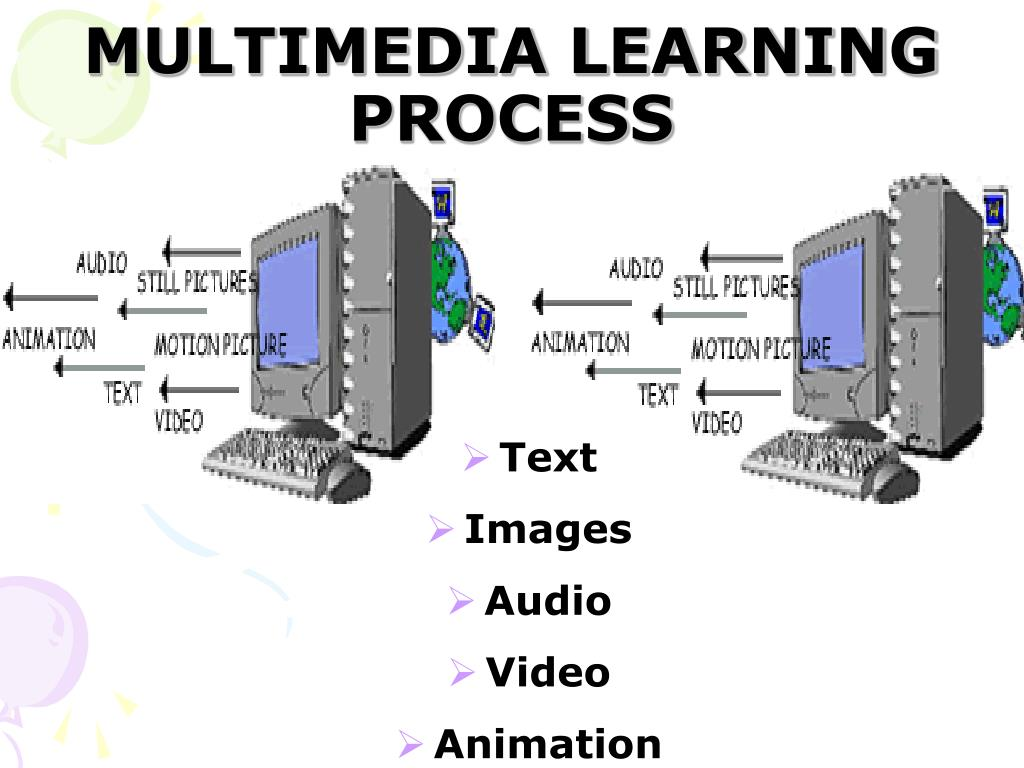 MULTIMEDIA LEARNING
PROCESS
AUDIO
STILL PICTURES
ANIMATION
MOTION PICTURE
TEXT
VIDEO
AUDIO
STILL PICTURES
ANIMATION
MOTION PICTURE
TEXT
VIDEO
Text
Images
Audio
Video
Animation